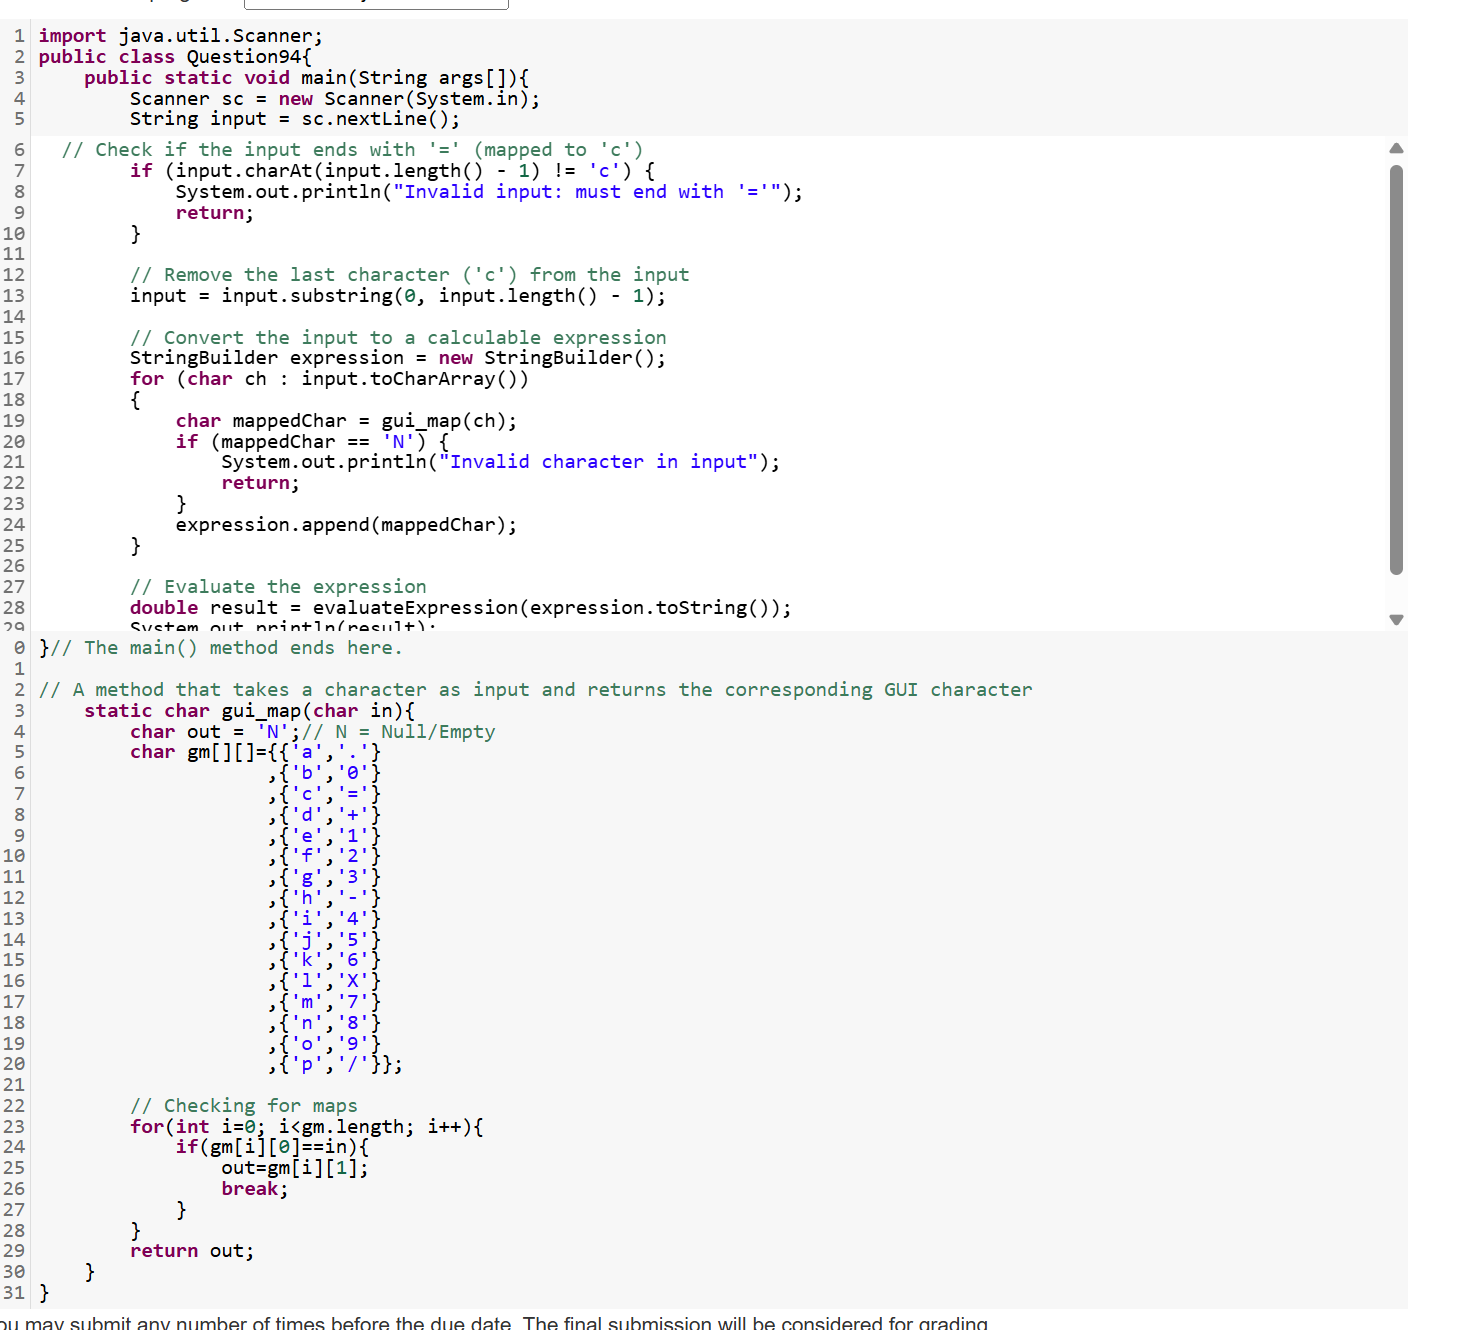 1 import java.util.Scanner;
2 public class Question94{
3     public static void main(String args[]){
4         Scanner sc = new Scanner(System.in);
5         String input = sc.nextLine();
6   // Check if the input ends with '=' (mapped to 'c')
7         if (input.charAt(input.length() - 1) != 'c') {
8             System.out.println("Invalid input: must end with '='");
9             return;
10         }
11
12         // Remove the last character ('c') from the input
13         input = input.substring(0, input.length() - 1);
14
15         // Convert the input to a calculable expression
16         StringBuilder expression = new StringBuilder();
17         for (char ch : input.toCharArray())
18         {
19             char mappedChar = gui_map(ch);
20             if (mappedChar == 'N') {
21                 System.out.println("Invalid character in input");
22                 return;
23             }
24             expression.append(mappedChar);
25         }
26
27         // Evaluate the expression
28         double result = evaluateExpression(expression.toString());
29         System.out.println(result);
0 }// The main() method ends here.
1
2 // A method that takes a character as input and returns the corresponding GUI character
3     static char gui_map(char in){
4         char out = 'N';// N = Null/Empty
5         char gm[][]={{'a','.'}
6                     ,{'b','0'}
7                     ,{'c','='}
8                     ,{'d','+'}
9                     ,{'e','1'}
10                     ,{'f','2'}
11                     ,{'g','3'}
12                     ,{'h','-'}
13                     ,{'i','4'}
14                     ,{'j','5'}
15                     ,{'k','6'}
16                     ,{'l','X'}
17                     ,{'m','7'}
18                     ,{'n','8'}
19                     ,{'o','9'}
20                     ,{'p','/'}};
21
22         // Checking for maps
23         for(int i=0; i<gm.length; i++){
24             if(gm[i][0]==in){
25                 out=gm[i][1];
26                 break;
27             }
28         }
29         return out;
30     }
31 }
ou may submit any number of times before the due date. The final submission will be considered for grading